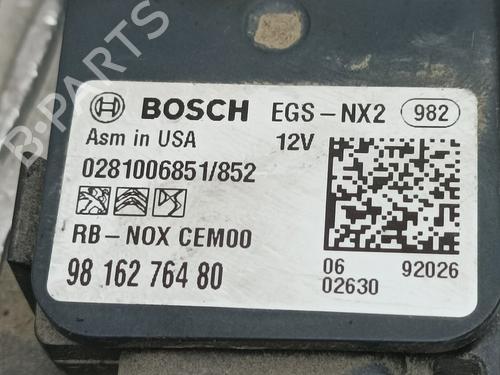 BOSCH EGS-NX2 982
Asm in USA 12V
0281006851/852
RB-NOX CEM00
98 162 764 80
06 92026
02630
B-PARTS